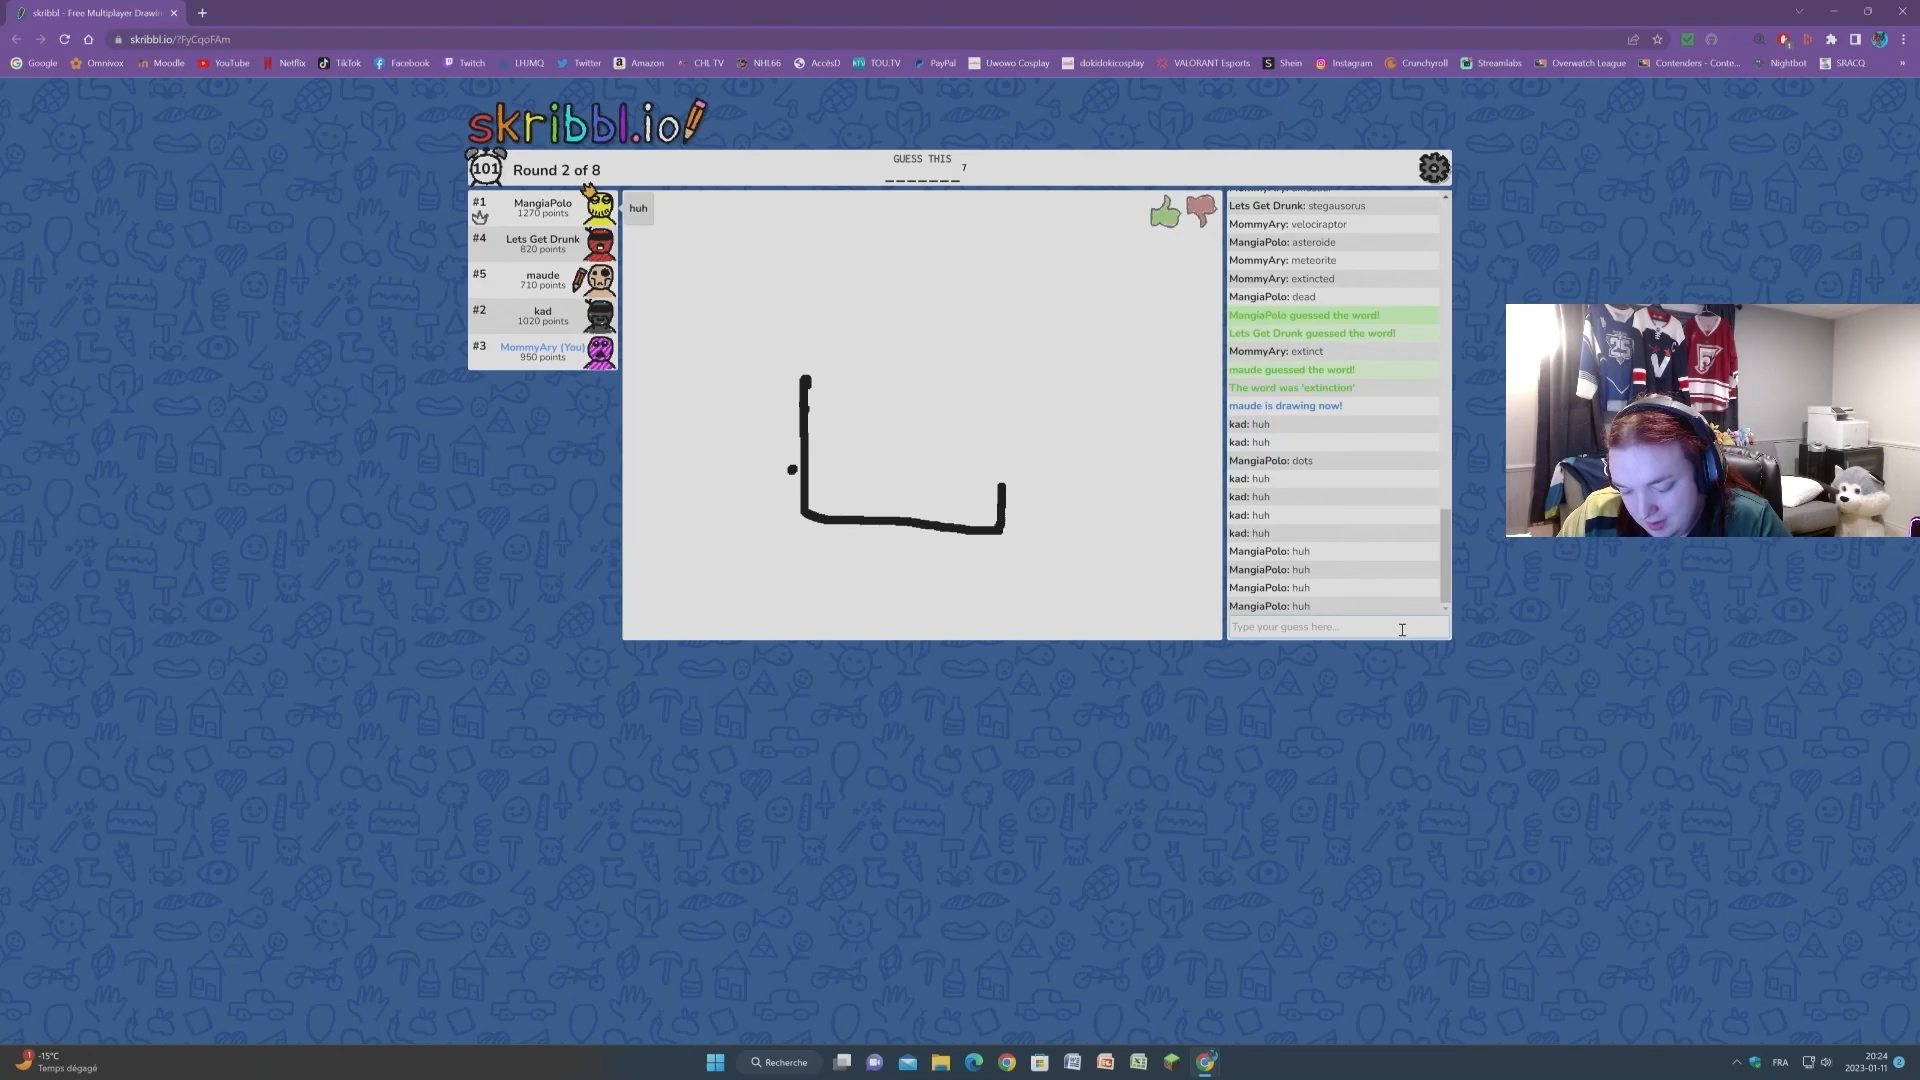 skribbl - Free Multiplayer Drawin
skribbl.io/?FyCqoFAm
Google
Omnivox
Moodle
YouTube
Netflix
TikTok
Facebook
Twitch
LHJMQ
Twitter
Amazon
CHL TV
NHL66
AccèsD
TOU.TV
PayPal
Uwowo Cosplay
dokidokicosplay
VALORANT Esports
Shein
Instagram
Crunchyroll
Streamlabs
Overwatch League
Contenders - Conte...
Nightbot
SRACQ
»
skribbl.io
101
Round 2 of 8
GUESS THIS
_______ 7
#1
MangiaPolo
1270 points
#4
Lets Get Drunk
820 points
#5
maude
710 points
#2
kad
1020 points
#3
MommyAry (You)
950 points
huh
Lets Get Drunk: stegausorus
MommyAry: velociraptor
MangiaPolo: asteroide
MommyAry: meteorite
MommyAry: extincted
MangiaPolo: dead
MangiaPolo guessed the word!
Lets Get Drunk guessed the word!
MommyAry: extinct
maude guessed the word!
The word was 'extinction'
maude is drawing now!
kad: huh
kad: huh
MangiaPolo: dots
kad: huh
kad: huh
kad: huh
kad: huh
MangiaPolo: huh
MangiaPolo: huh
MangiaPolo: huh
MangiaPolo: huh
Type your guess here...
1
-15°C
Temps dégagé
Recherche
FRA
20:24
2023-01-11
2